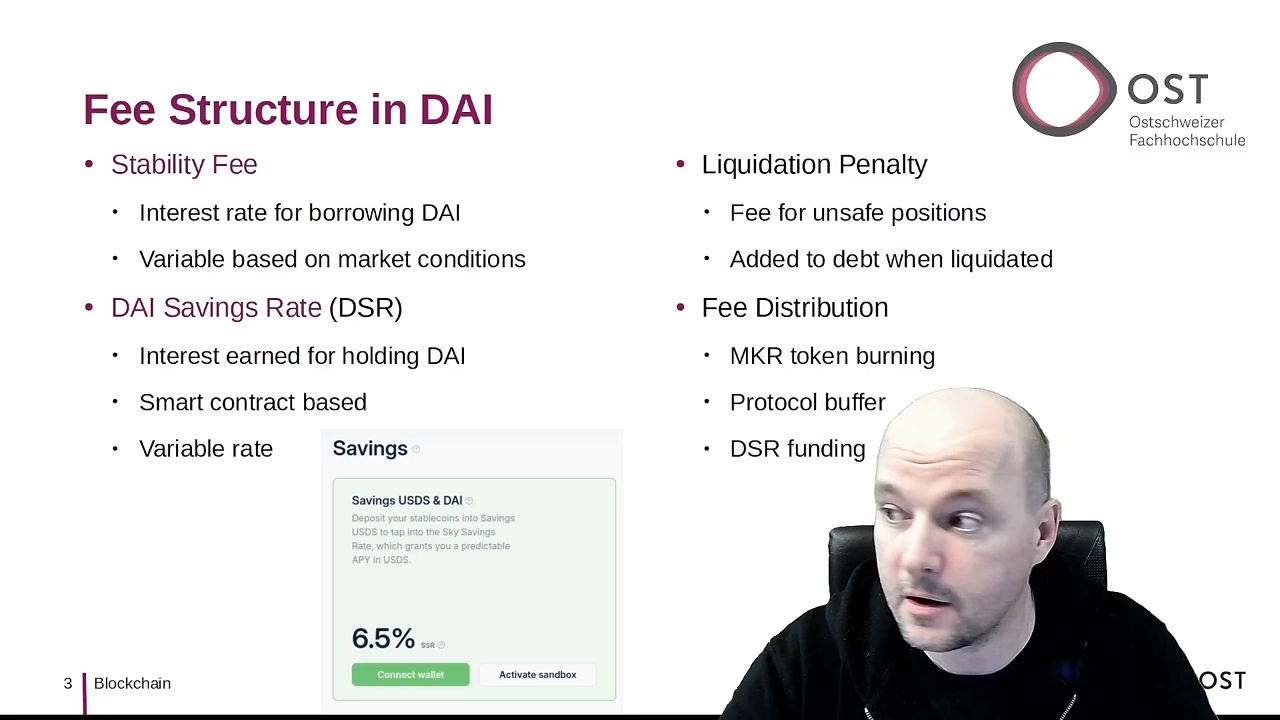 OST
Ostschweizer
Fachhochschule
Fee Structure in DAI
• Stability Fee
• Interest rate for borrowing DAI
• Variable based on market conditions
• DAI Savings Rate (DSR)
• Interest earned for holding DAI
• Smart contract based
• Variable rate
• Liquidation Penalty
• Fee for unsafe positions
• Added to debt when liquidated
• Fee Distribution
• MKR token burning
• Protocol buffer
• DSR funding
Savings
Savings USDS & DAI
Deposit your stablecoins into Savings
USDS to tap into the Sky Savings
Rate, which grants you a predictable
APY in USDS.
6.5% SSR
Connect wallet
Activate sandbox
3 Blockchain
OST